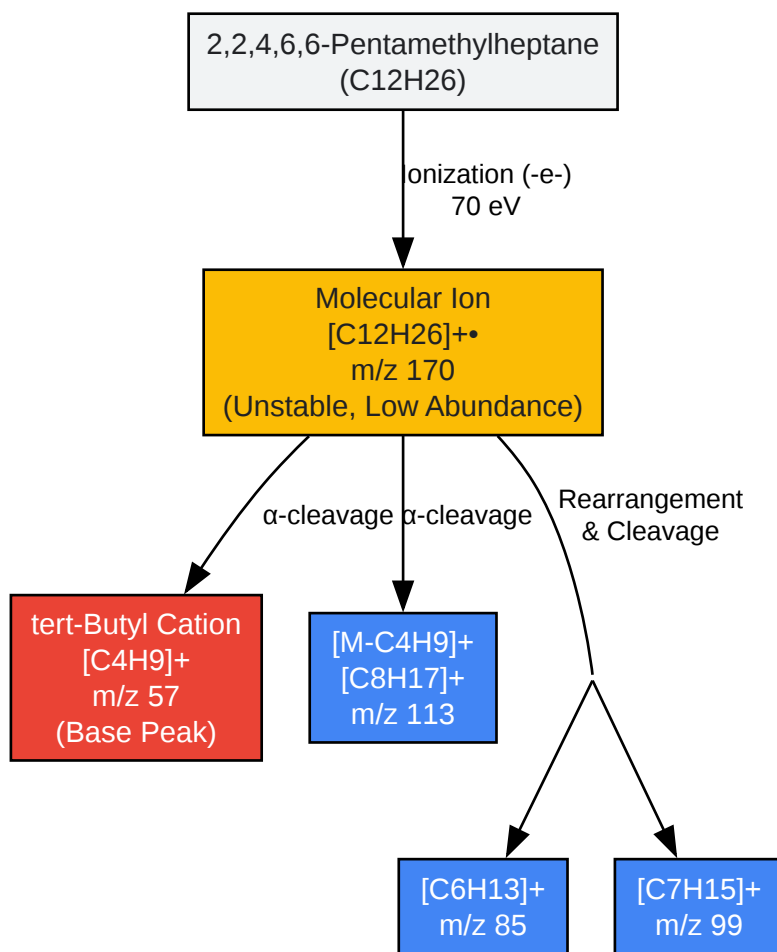 2,2,4,6,6-Pentamethylheptane
(C12H26)
Ionization (-e-)
70 eV
Molecular Ion
[C12H26]+•
m/z 170
(Unstable, Low Abundance)
α-cleavage
α-cleavage
Rearrangement
& Cleavage
tert-Butyl Cation
[C4H9]+
m/z 57
(Base Peak)
[M-C4H9]+
[C8H17]+
m/z 113
[C6H13]+
m/z 85
[C7H15]+
m/z 99